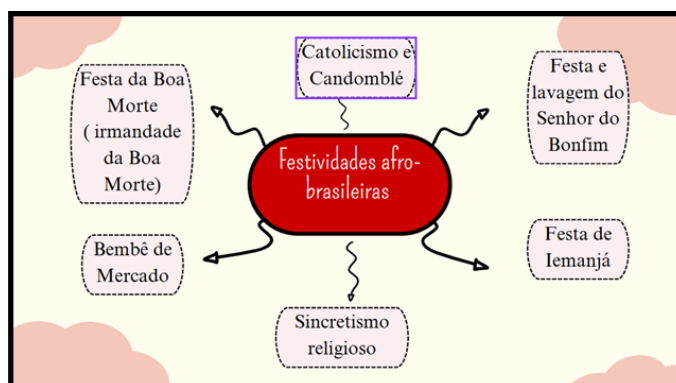 Catolicismo e
Candomblé
Festa da Boa
Morte
( irmandade
da Boa
Morte)
Festa e
lavagem do
Senhor do
Bonfim
Festividades afro-
brasileiras
Bembê de
Mercado
Festa de
Iemanjá
Sincretismo
religioso